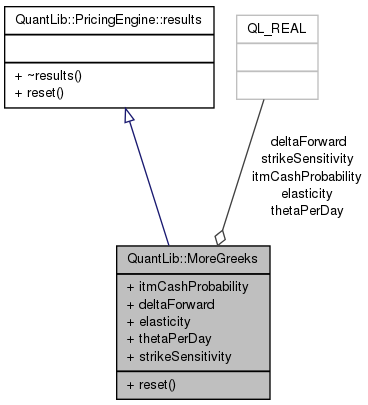 QuantLib::PricingEngine::results
+ ~results()
+ reset()
QL_REAL
deltaForward
strikeSensitivity
itmCashProbability
elasticity
thetaPerDay
QuantLib::MoreGreeks
+ itmCashProbability
+ deltaForward
+ elasticity
+ thetaPerDay
+ strikeSensitivity
+ reset()